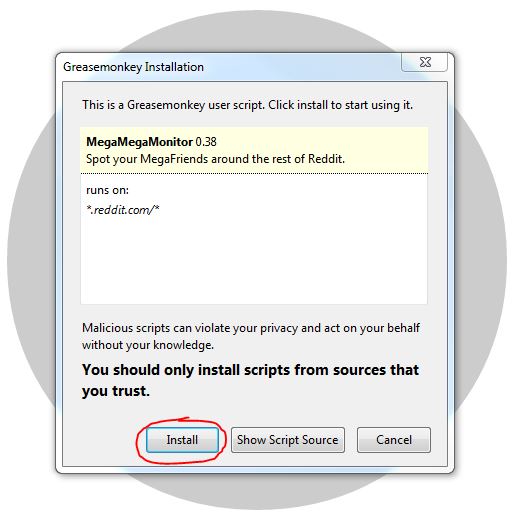 Greasemonkey Installation
This is a Greasemonkey user script. Click install to start using it.
MegaMegaMonitor 0.38
Spot your MegaFriends around the rest of Reddit.
runs on:
*.reddit.com/*
Malicious scripts can violate your privacy and act on your behalf
without your knowledge.
You should only install scripts from sources that
you trust.
Install Show Script Source Cancel